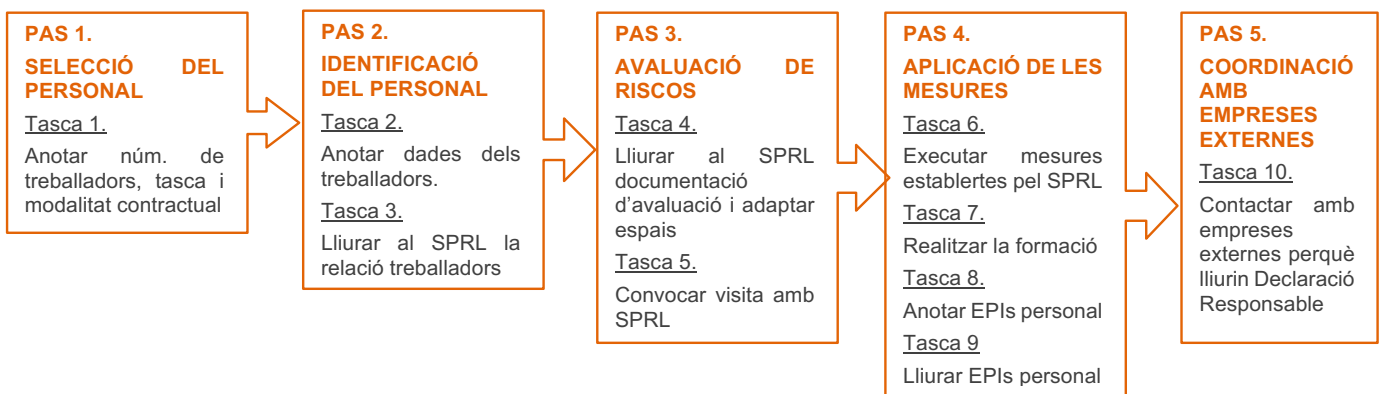 PAS 1.
SELECCIÓ DEL
PERSONAL
Tasca 1.
Anotar núm. de
treballadors, tasca i
modalitat contractual
PAS 2.
IDENTIFICACIÓ
DEL PERSONAL
Tasca 2.
Anotar dades dels
treballadors.
Tasca 3.
Lliurar al SPRL la
relació treballadors
PAS 3.
AVALUACIÓ DE
RISCOS
Tasca 4.
Lliurar al SPRL
documentació
d’avaluació i adaptar
espais
Tasca 5.
Convocar visita amb
SPRL
PAS 4.
APLICACIÓ DE LES
MESURES
Tasca 6.
Executar mesures
establertes pel SPRL
Tasca 7.
Realitzar la formació
Tasca 8.
Anotar EPIs personal
Tasca 9
Lliurar EPIs personal
PAS 5.
COORDINACIÓ
AMB
EMPRESES
EXTERNES
Tasca 10.
Contactar amb
empreses
externes perquè
lliurin Declaració
Responsable